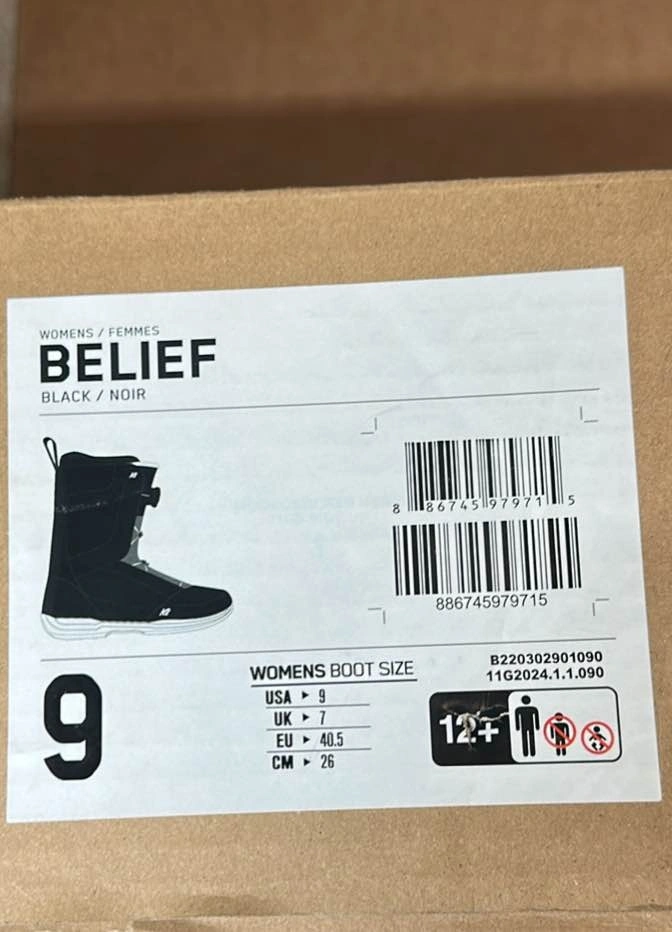 WOMENS / FEMMES
BELIEF
BLACK / NOIR
K2
8 86745 97971 5
886745979715
B220302901090
11G2024.1.1.090
9
WOMENS BOOT SIZE
USA ▶ 9
UK ▶ 7
EU ▶ 40.5
CM ▶ 26
12+